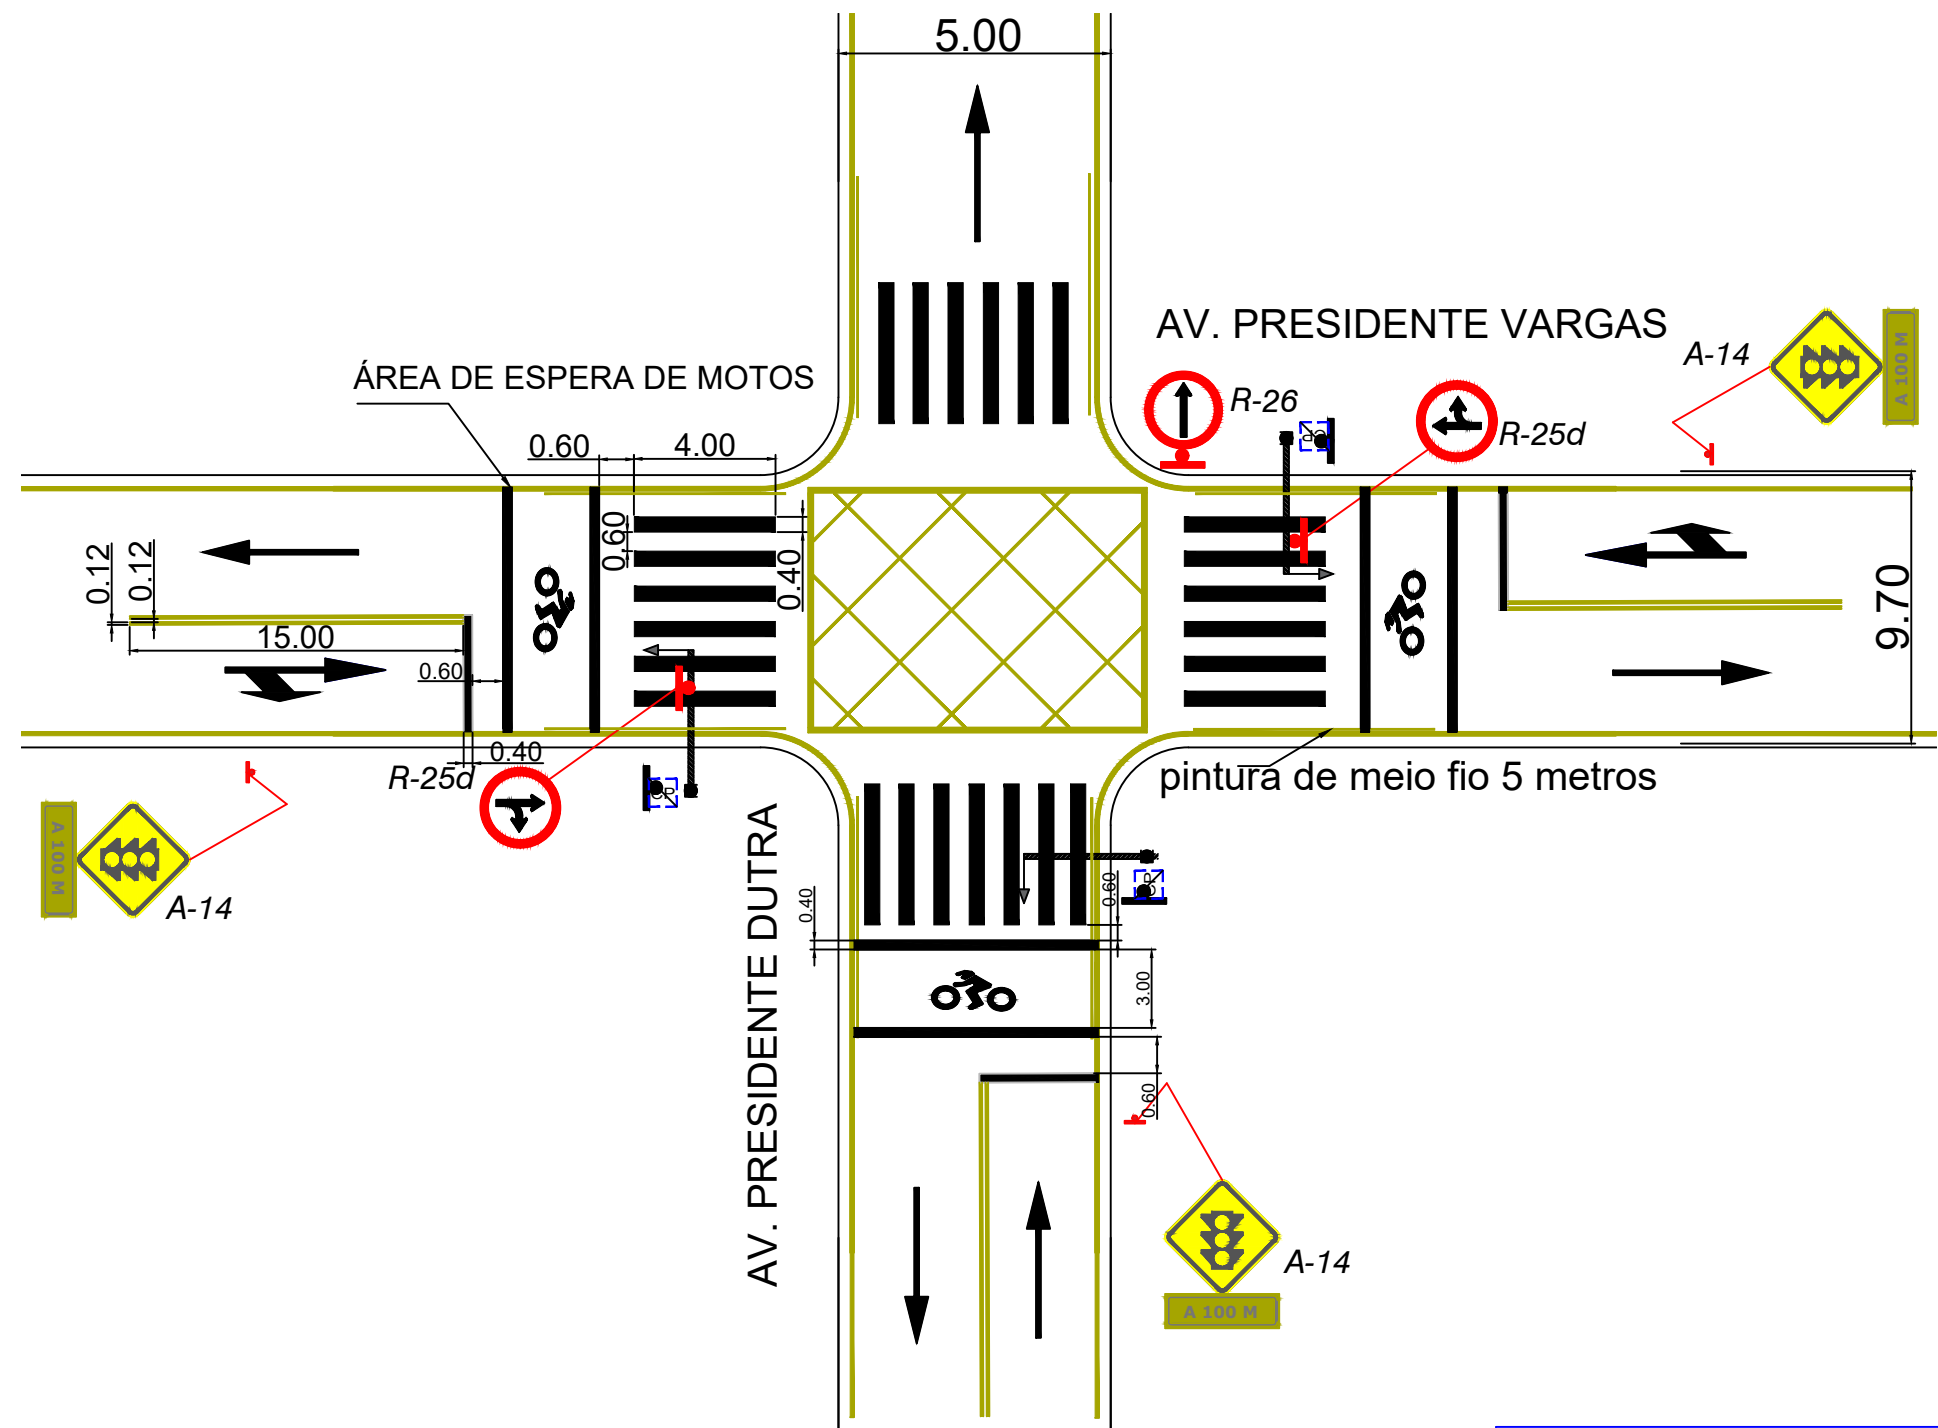 5.00
AV. PRESIDENTE VARGAS
A-14
A 100 M
ÁREA DE ESPERA DE MOTOS
R-26
R-25d
0.60
4.00
0.60
0.40
0.12
0.12
15.00
0.60
9.70
0.40
R-25d
pintura de meio fio 5 metros
A 100 M
A-14
AV. PRESIDENTE DUTRA
0.40
0.60
3.00
0.60
A-14
A 100 M